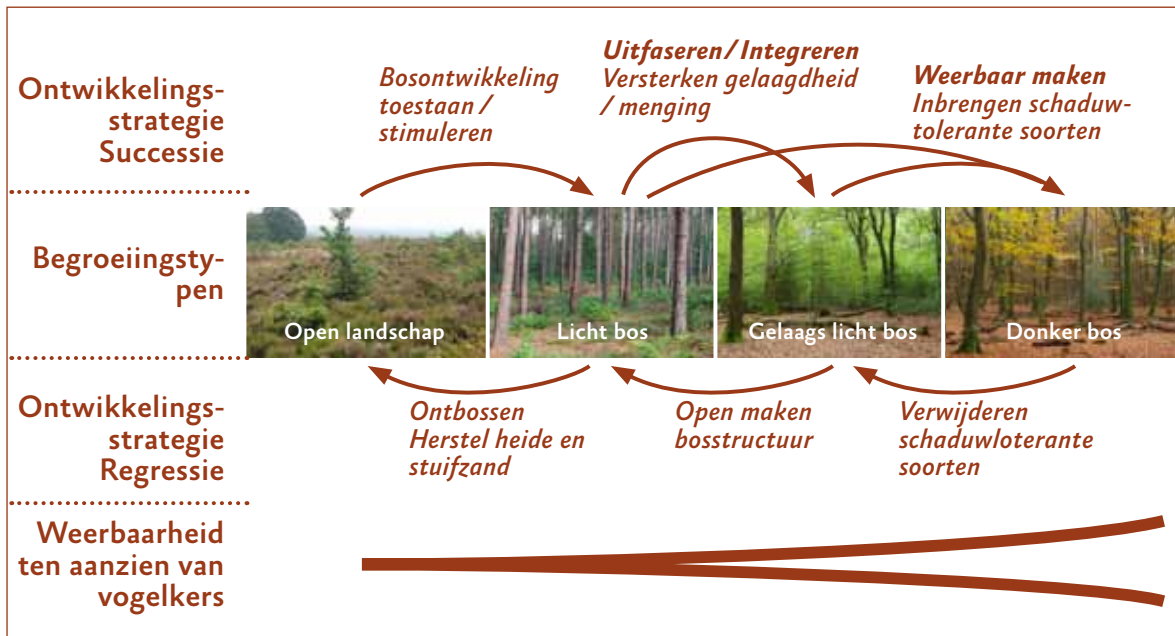 Ontwikkelings-
strategie
Successie
Bosontwikkeling
toestaan /
stimuleren
Uitfaseren / Integreren
Versterken gelaagdheid
/ menging
Weerbaar maken
Inbrengen schaduw-
tolerante soorten
Begroeiingsty-
pen
Open landschap
Licht bos
Gelaags licht bos
Donker bos
Ontwikkelings-
strategie
Regressie
Ontbossen
Herstel heide en
stuifzand
Open maken
bosstructuur
Verwijderen
schaduwloterante
soorten
Weerbaarheid
ten aanzien van
vogelkers